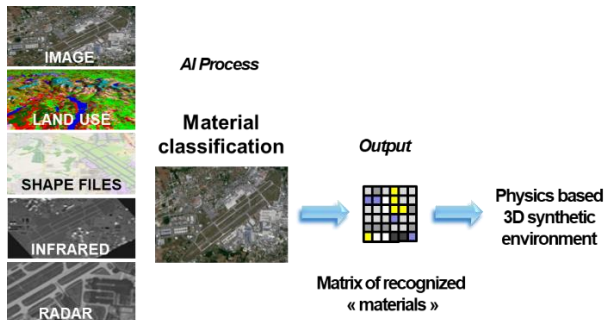 IMAGE
LAND USE
SHAPE FILES
INFRARED
RADAR
AI Process
Material
classification
Output
Matrix of recognized
« materials »
Physics based
3D synthetic
environment